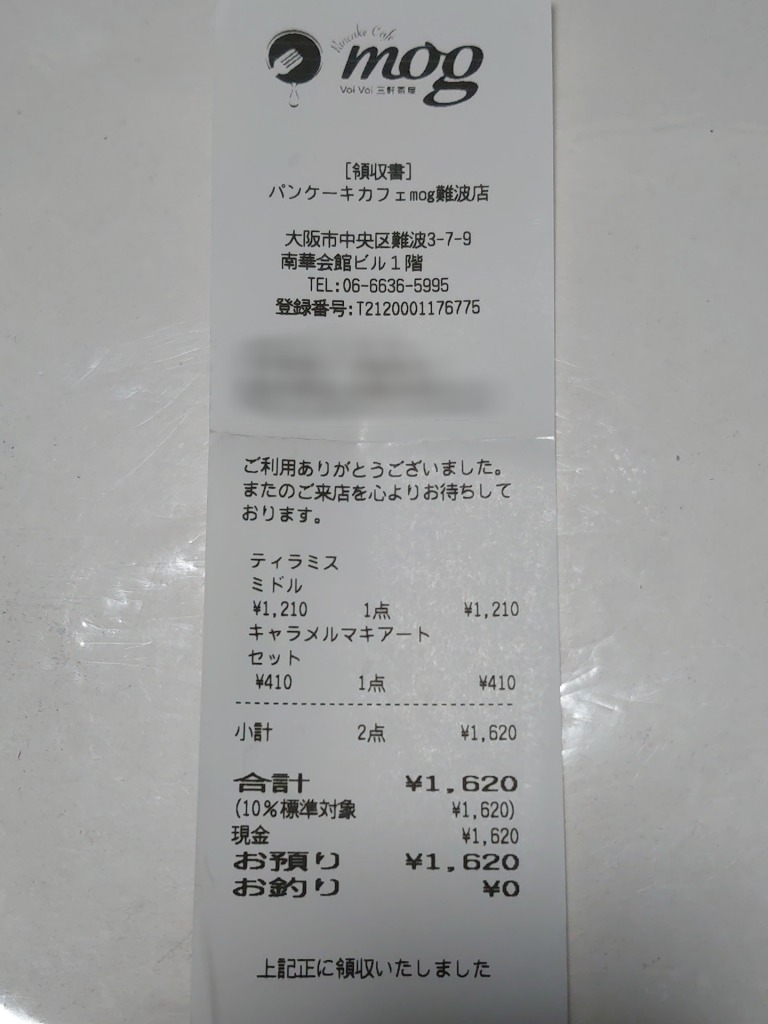 Pancake Cafe
mog
Voi Voi 三軒茶屋
[領収書]
パンケーキカフェmog難波店
大阪市中央区難波3-7-9
南華会館ビル1階
TEL:06-6636-5995
登録番号:T2120001176775
ご利用ありがとうございました。
またのご来店を心よりお待ちして
おります。
ティラミス
ミドル
¥1,210 1点 ¥1,210
キャラメルマキアート
セット
¥410 1点 ¥410
小計 2点 ¥1,620
合計 ¥1,620
(10%標準対象 ¥1,620)
現金 ¥1,620
お預り ¥1,620
お釣り ¥0
上記正に領収いたしました